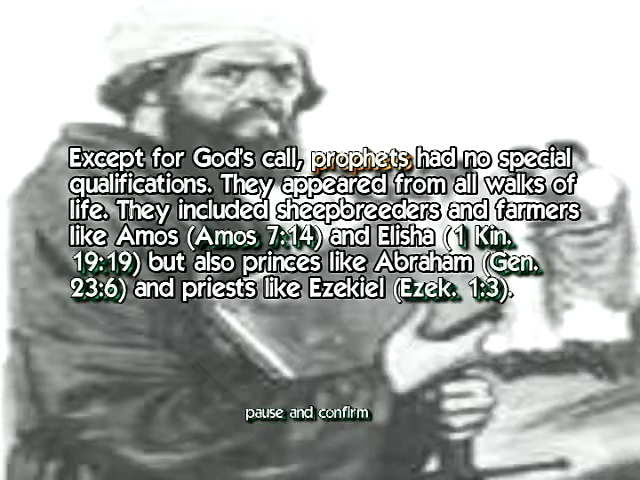 Except for God's call, prophets had no special
qualifications. They appeared from all walks of
life. They included sheepbreeders and farmers
like Amos (Amos 7:14) and Elisha (1 Kin.
19:19) but also princes like Abraham (Gen.
23:6) and priests like Ezekiel (Ezek. 1:3).
pause and confirm